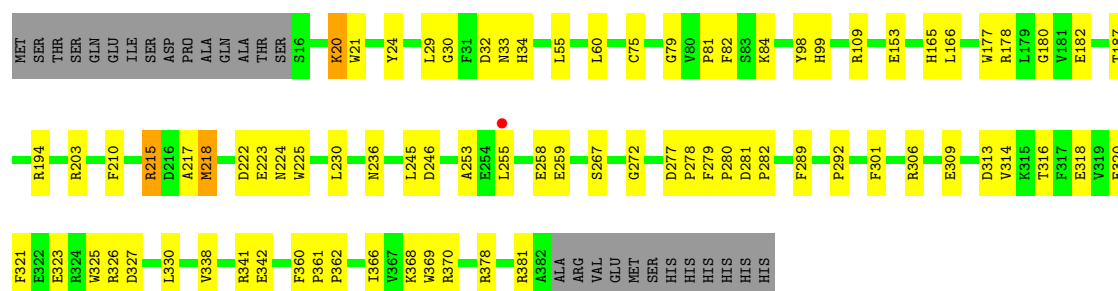 MET SER THR SER GLN GLU ILE SER ASP PRO ALA GLN ALA THR SER S16 K20 W21 Y24 L29 G30 F31 D32 N33 H34 L55 L60 C75 G79 V80 P81 F82 S83 K84 Y98 H99 R109 E153 H165 L166 W177 R178 L179 G180 V181 E182 T187
R194 R203 F210 R215 D216 A217 M218 D222 E223 N224 W225 L230 N236 L245 D246 A253 E254 L255 E258 E259 S267 G272 D277 P278 F279 P280 D281 P282 F289 P292 F301 R306 E309 D313 V314 K315 T316 F317 E318 V319
F321 E322 E323 R324 W325 R326 D327 L330 V338 R341 E342 F360 P361 P362 I366 V367 K368 W369 R370 R378 R381 A382 ALA ARG VAL GLU MET SER HIS HIS HIS HIS HIS HIS